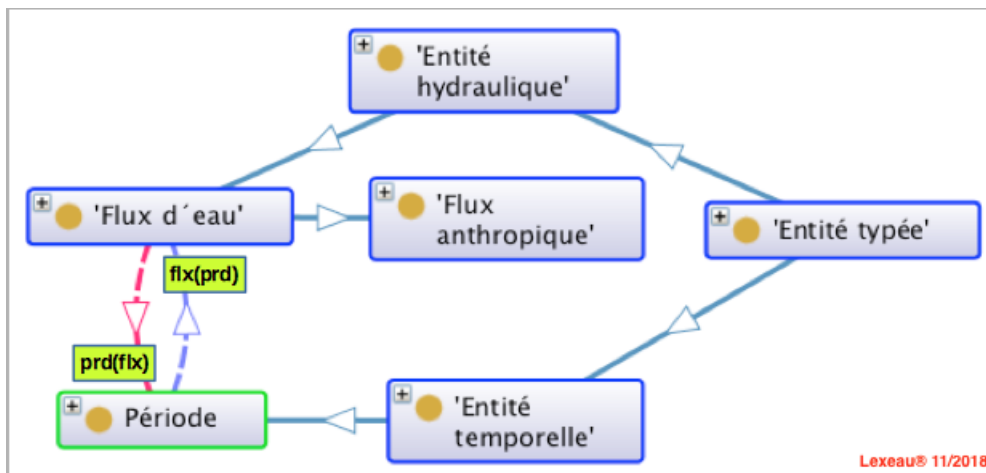 'Entité
hydraulique'
'Flux d´eau'
'Flux
anthropique'
'Entité typée'
flx(prd)
prd(flx)
Période
'Entité
temporelle'
Lexeau® 11/2018